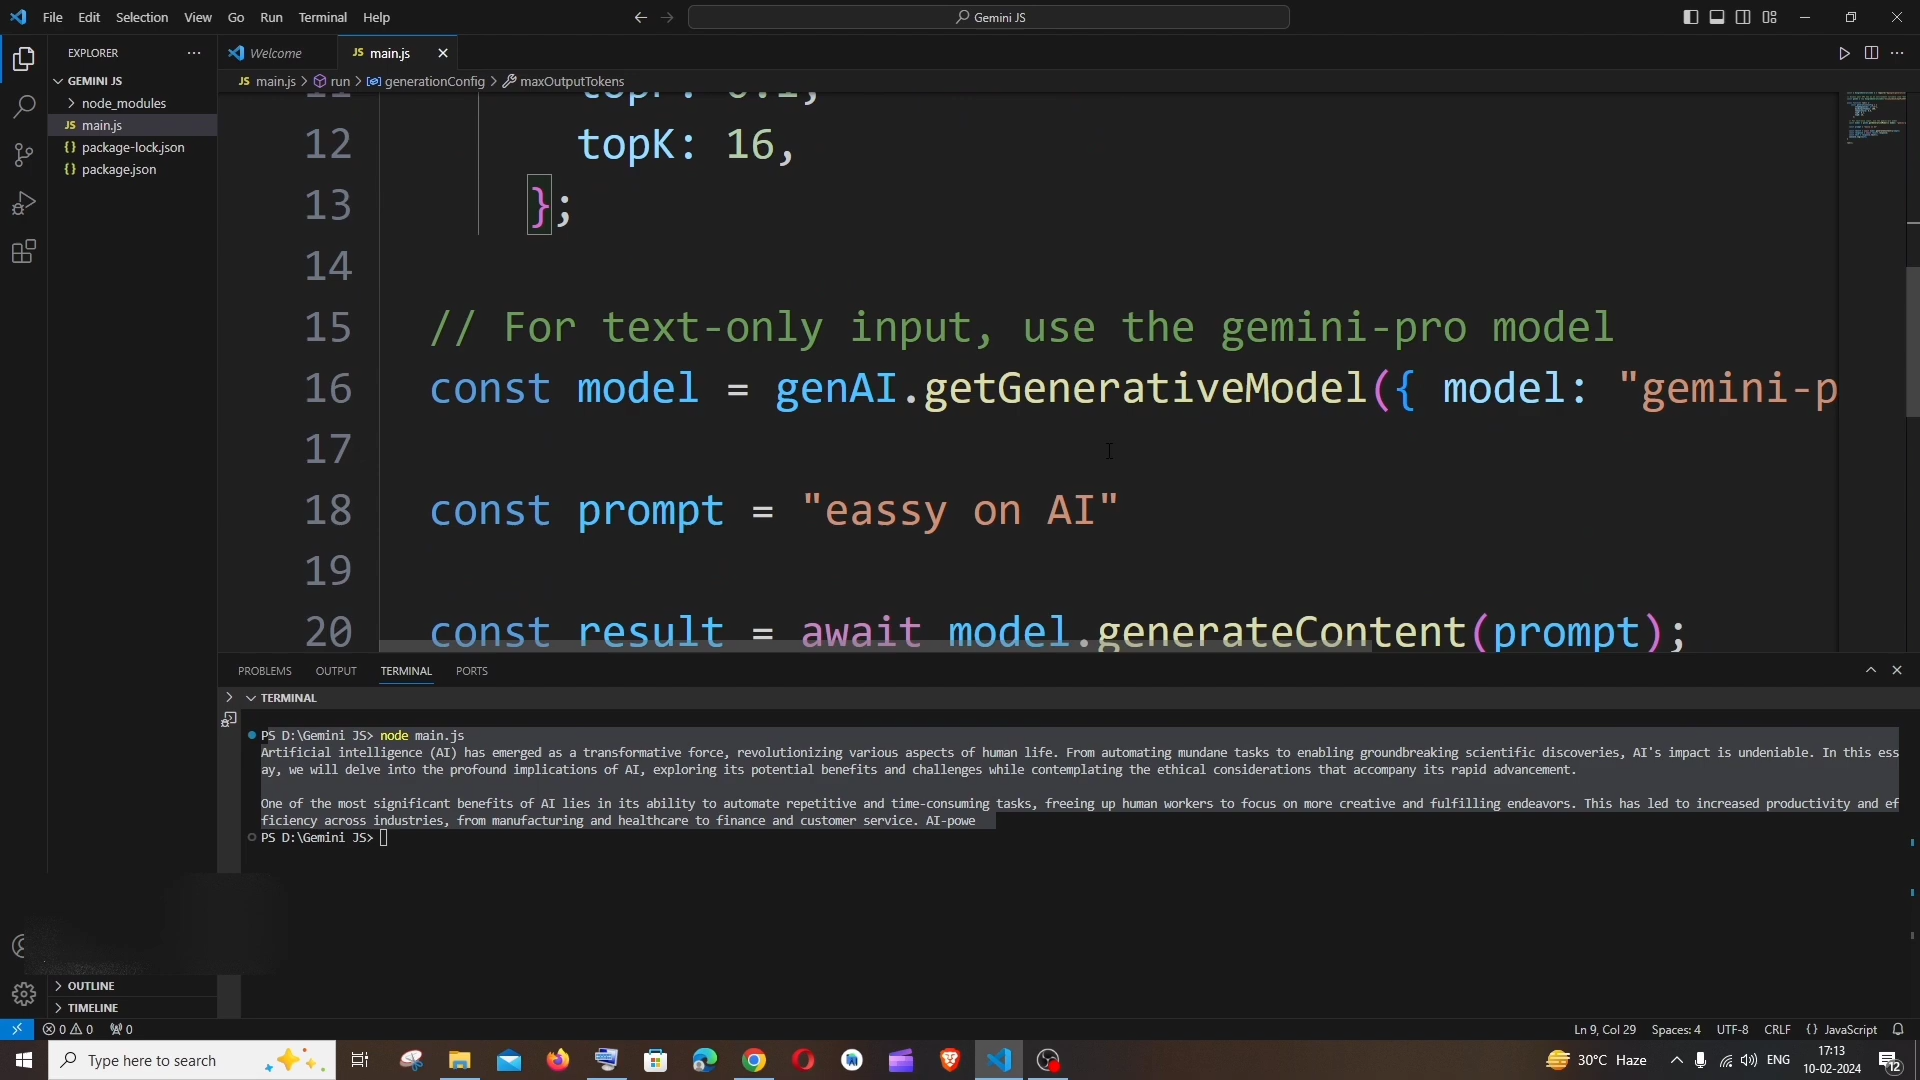 File Edit Selection View Go Run Terminal Help
Gemini JS
EXPLORER
Welcome
JS main.js
GEMINI JS
JS main.js > run > generationConfig > maxOutputTokens
node_modules
JS main.js
{} package-lock.json
{} package.json
12 topK: 16,
13 };
14
15 // For text-only input, use the gemini-pro model
16 const model = genAI.getGenerativeModel({ model: "gemini-p
17
18 const prompt = "eassy on AI"
19
20 const result = await model.generateContent(prompt);
PROBLEMS OUTPUT TERMINAL PORTS
TERMINAL
PS D:\Gemini JS> node main.js
Artificial intelligence (AI) has emerged as a transformative force, revolutionizing various aspects of human life. From automating mundane tasks to enabling groundbreaking scientific discoveries, AI's impact is undeniable. In this ess
ay, we will delve into the profound implications of AI, exploring its potential benefits and challenges while contemplating the ethical considerations that accompany its rapid advancement.
One of the most significant benefits of AI lies in its ability to automate repetitive and time-consuming tasks, freeing up human workers to focus on more creative and fulfilling endeavors. This has led to increased productivity and ef
ficiency across industries, from manufacturing and healthcare to finance and customer service. AI-powe
PS D:\Gemini JS>
OUTLINE
TIMELINE
0 0 0
Ln 9, Col 29 Spaces: 4 UTF-8 CRLF {} JavaScript
Type here to search
30°C Haze
ENG
17:13
10-02-2024
12